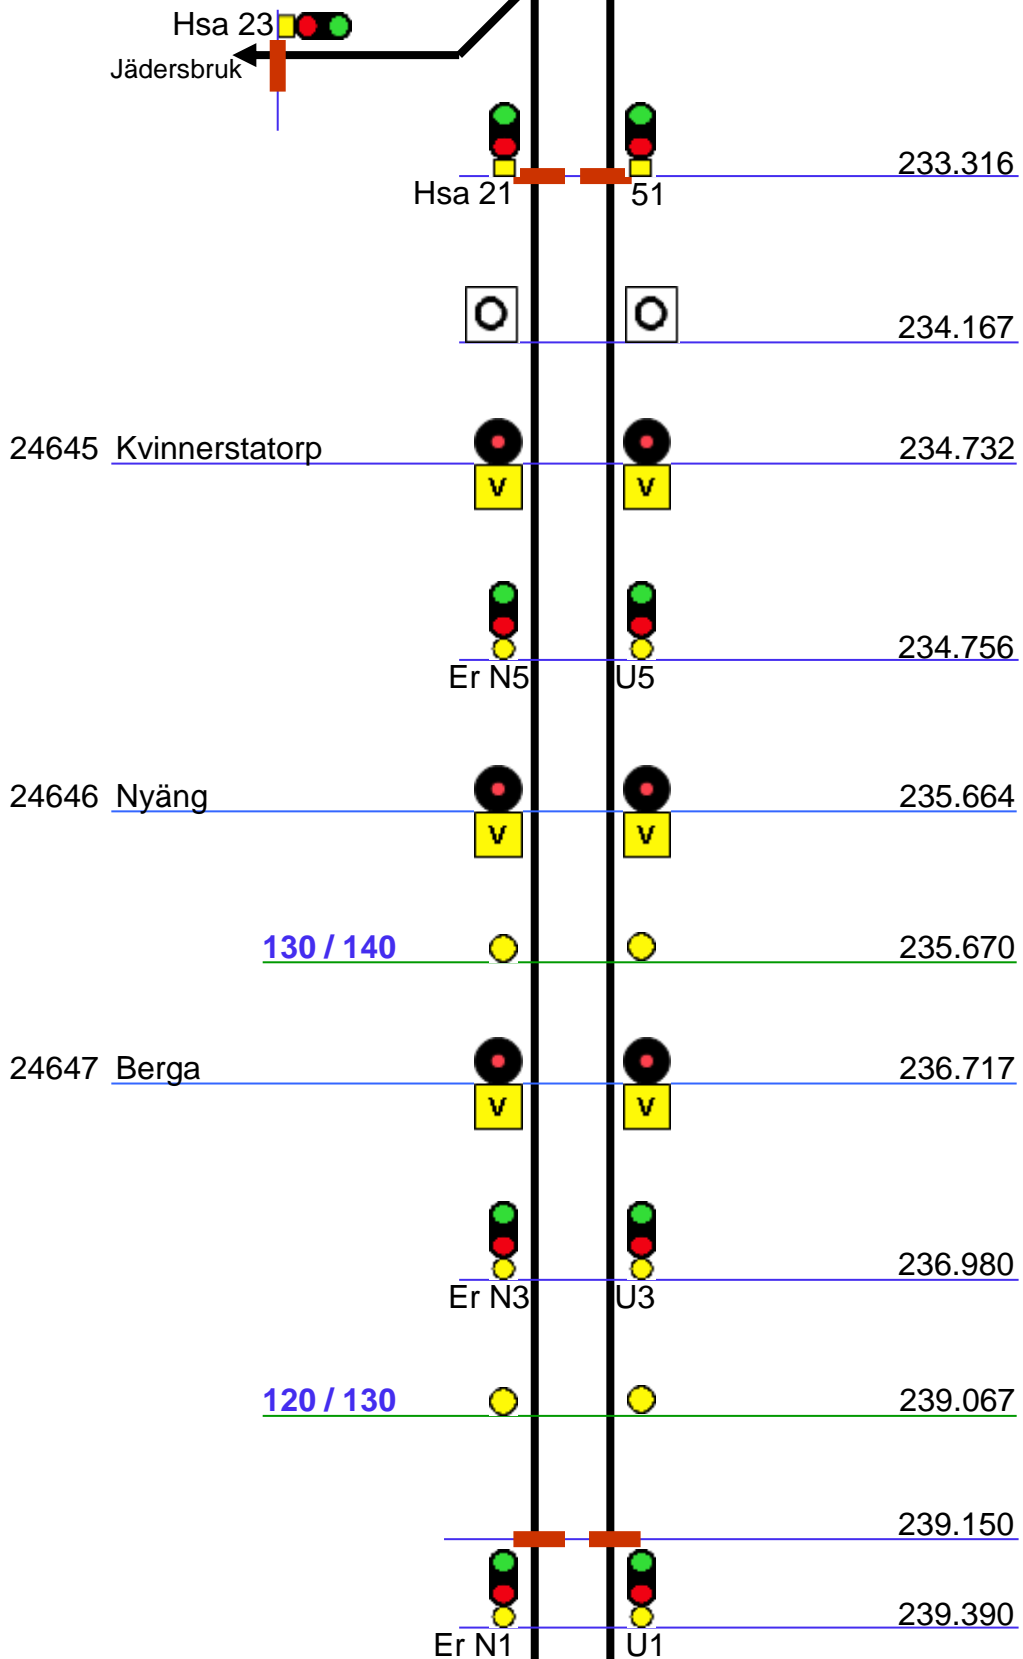 Hsa 23
Jädersbruk
233.316
Hsa 21 51
O O 234.167
24645 Kvinnerstatorp 234.732
V V
234.756
Er N5 U5
24646 Nyäng 235.664
V V
130 / 140 235.670
24647 Berga 236.717
V V
236.980
Er N3 U3
120 / 130 239.067
239.150
239.390
Er N1 U1